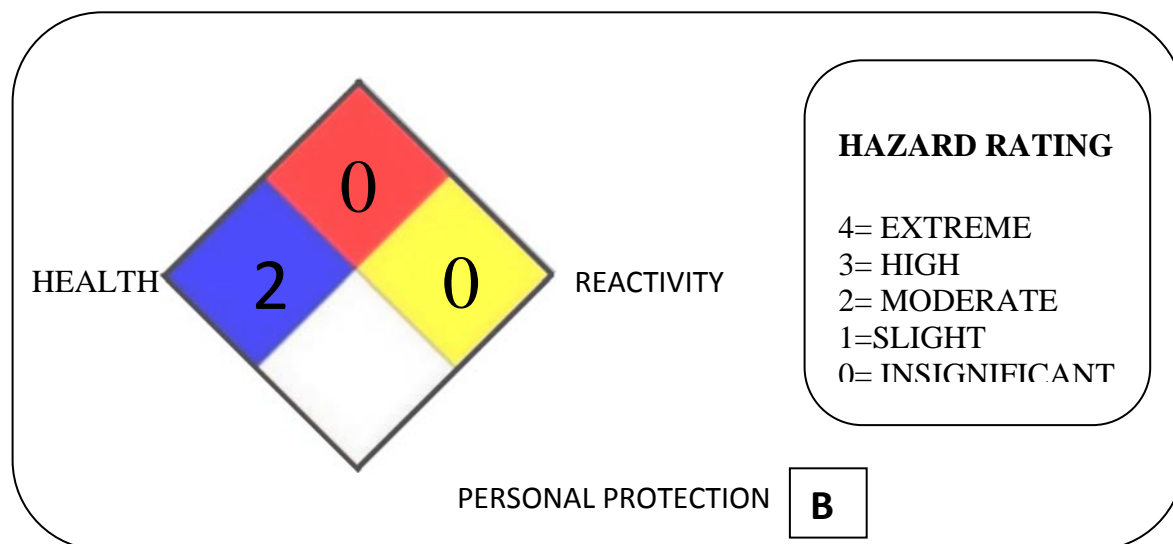 0
HEALTH 2 0 REACTIVITY
PERSONAL PROTECTION B
HAZARD RATING
4= EXTREME
3= HIGH
2= MODERATE
1=SLIGHT
0= INSIGNIFICANT